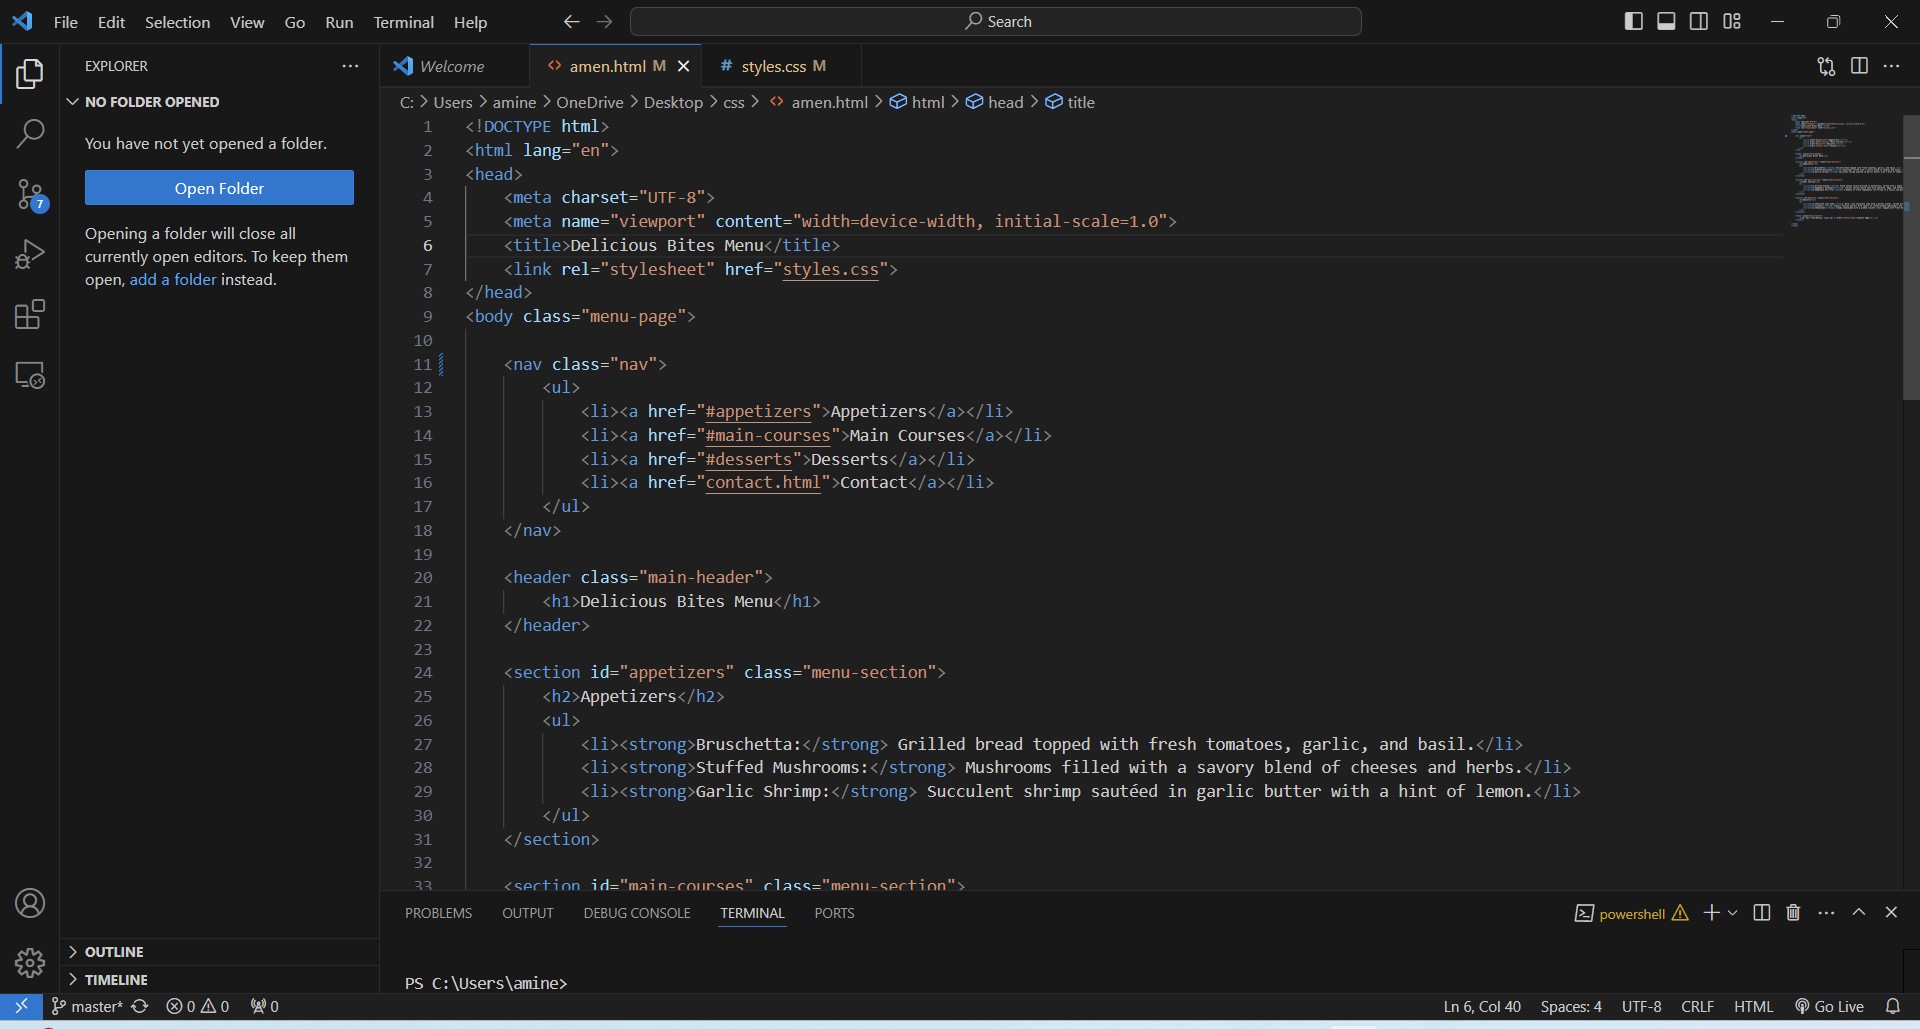 File Edit Selection View Go Run Terminal Help Search
EXPLORER
NO FOLDER OPENED
You have not yet opened a folder.
Open Folder
Opening a folder will close all
currently open editors. To keep them
open, add a folder instead.
OUTLINE
TIMELINE
7
Welcome <> amen.html M # styles.css M
C: > Users > amine > OneDrive > Desktop > css > <> amen.html > html > head > title
1 <!DOCTYPE html>
2 <html lang="en">
3 <head>
4 <meta charset="UTF-8">
5 <meta name="viewport" content="width=device-width, initial-scale=1.0">
6 <title>Delicious Bites Menu</title>
7 <link rel="stylesheet" href="styles.css">
8 </head>
9 <body class="menu-page">
10
11 <nav class="nav">
12 <ul>
13 <li><a href="#appetizers">Appetizers</a></li>
14 <li><a href="#main-courses">Main Courses</a></li>
15 <li><a href="#desserts">Desserts</a></li>
16 <li><a href="contact.html">Contact</a></li>
17 </ul>
18 </nav>
19
20 <header class="main-header">
21 <h1>Delicious Bites Menu</h1>
22 </header>
23
24 <section id="appetizers" class="menu-section">
25 <h2>Appetizers</h2>
26 <ul>
27 <li><strong>Bruschetta:</strong> Grilled bread topped with fresh tomatoes, garlic, and basil.</li>
28 <li><strong>Stuffed Mushrooms:</strong> Mushrooms filled with a savory blend of cheeses and herbs.</li>
29 <li><strong>Garlic Shrimp:</strong> Succulent shrimp sautéed in garlic butter with a hint of lemon.</li>
30 </ul>
31 </section>
32
33 <section id="main-courses" class="menu-section">
PROBLEMS OUTPUT DEBUG CONSOLE TERMINAL PORTS powershell
PS C:\Users\amine>
master* 0 0 0 Ln 6, Col 40 Spaces: 4 UTF-8 CRLF HTML Go Live